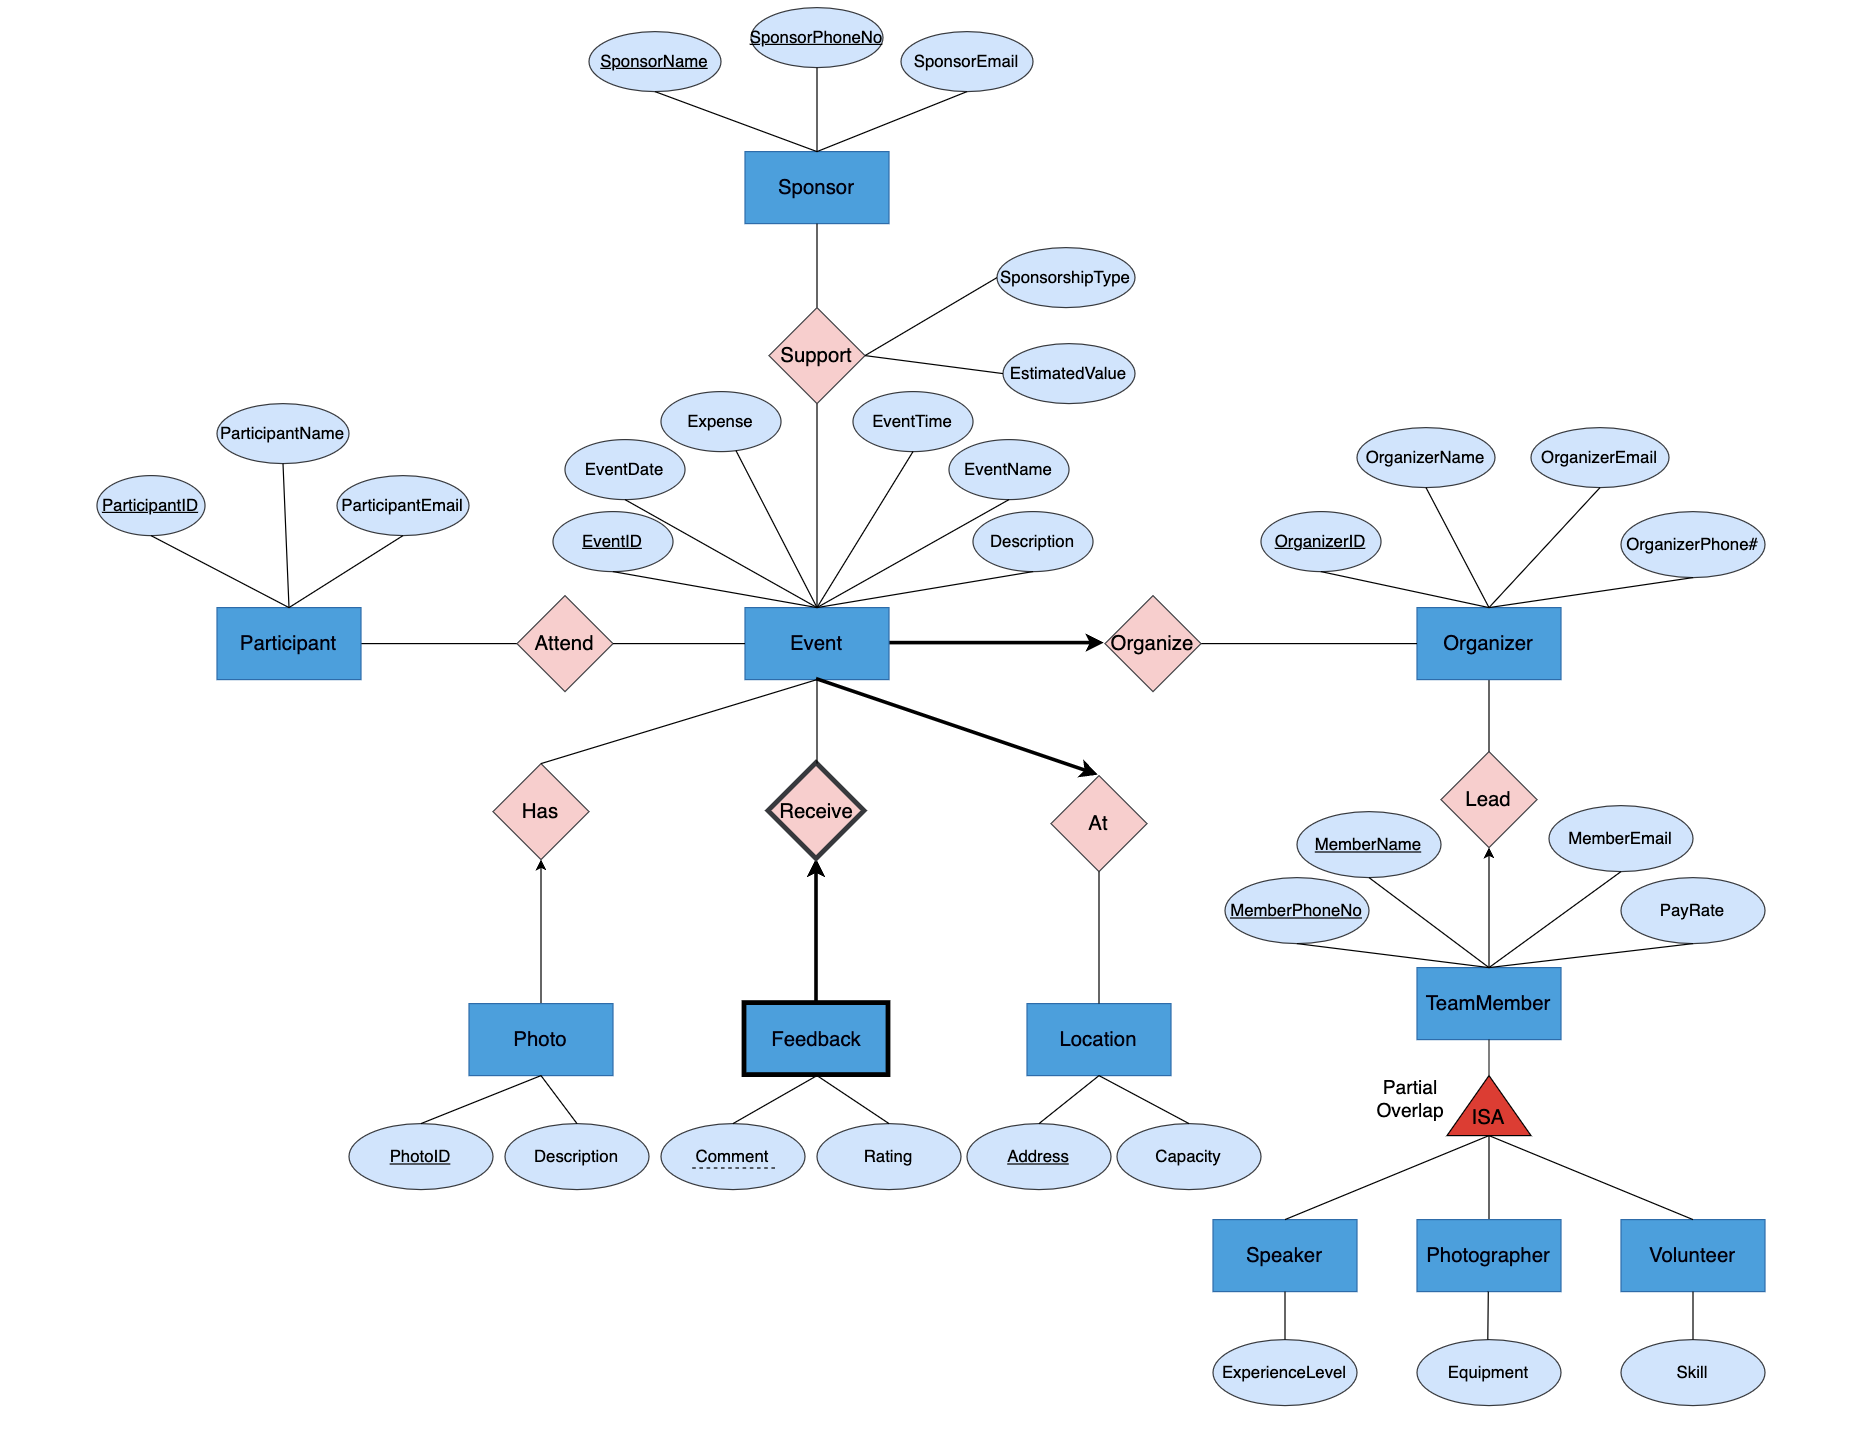 SponsorPhoneNo
SponsorName
SponsorEmail
Sponsor
SponsorshipType
Support
EstimatedValue
Expense
EventTime
ParticipantName
EventDate
EventName
OrganizerName
OrganizerEmail
ParticipantID
ParticipantEmail
EventID
Description
OrganizerID
OrganizerPhone#
Participant
Attend
Event
Organize
Organizer
Has
Receive
At
Lead
MemberName
MemberEmail
MemberPhoneNo
PayRate
TeamMember
Photo
Feedback
Location
Partial
Overlap
ISA
PhotoID
Description
Comment
Rating
Address
Capacity
Speaker
Photographer
Volunteer
ExperienceLevel
Equipment
Skill